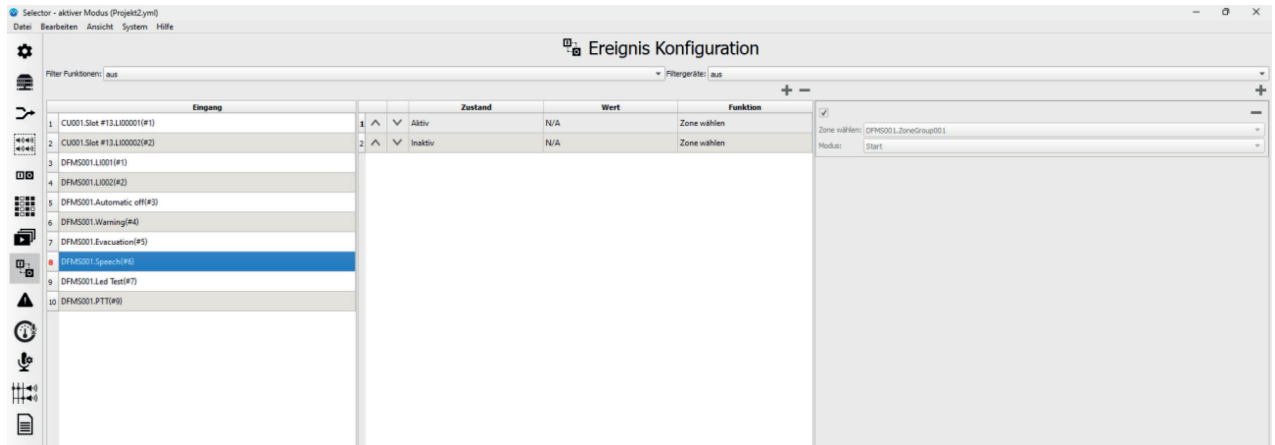 Selector - aktiver Modus (Projekt2.yml)
Datei Bearbeiten Ansicht System Hilfe
Ereignis Konfiguration
Filter Funktionen: aus
Filtergeräte: aus
Eingang
1 CU001.Slot #13.LI00001(#1)
2 CU001.Slot #13.LI00002(#2)
3 DFMS001.LI001(#1)
4 DFMS001.LI002(#2)
5 DFMS001.Automatic off(#3)
6 DFMS001.Warning(#4)
7 DFMS001.Evacuation(#5)
8 DFMS001.Speech(#6)
9 DFMS001.Led Test(#7)
10 DFMS001.PTT(#9)
Zustand Wert Funktion
1 Aktiv N/A Zone wählen
2 Inaktiv N/A Zone wählen
Zone wählen: DFMS001.ZoneGroup001
Modus: Start